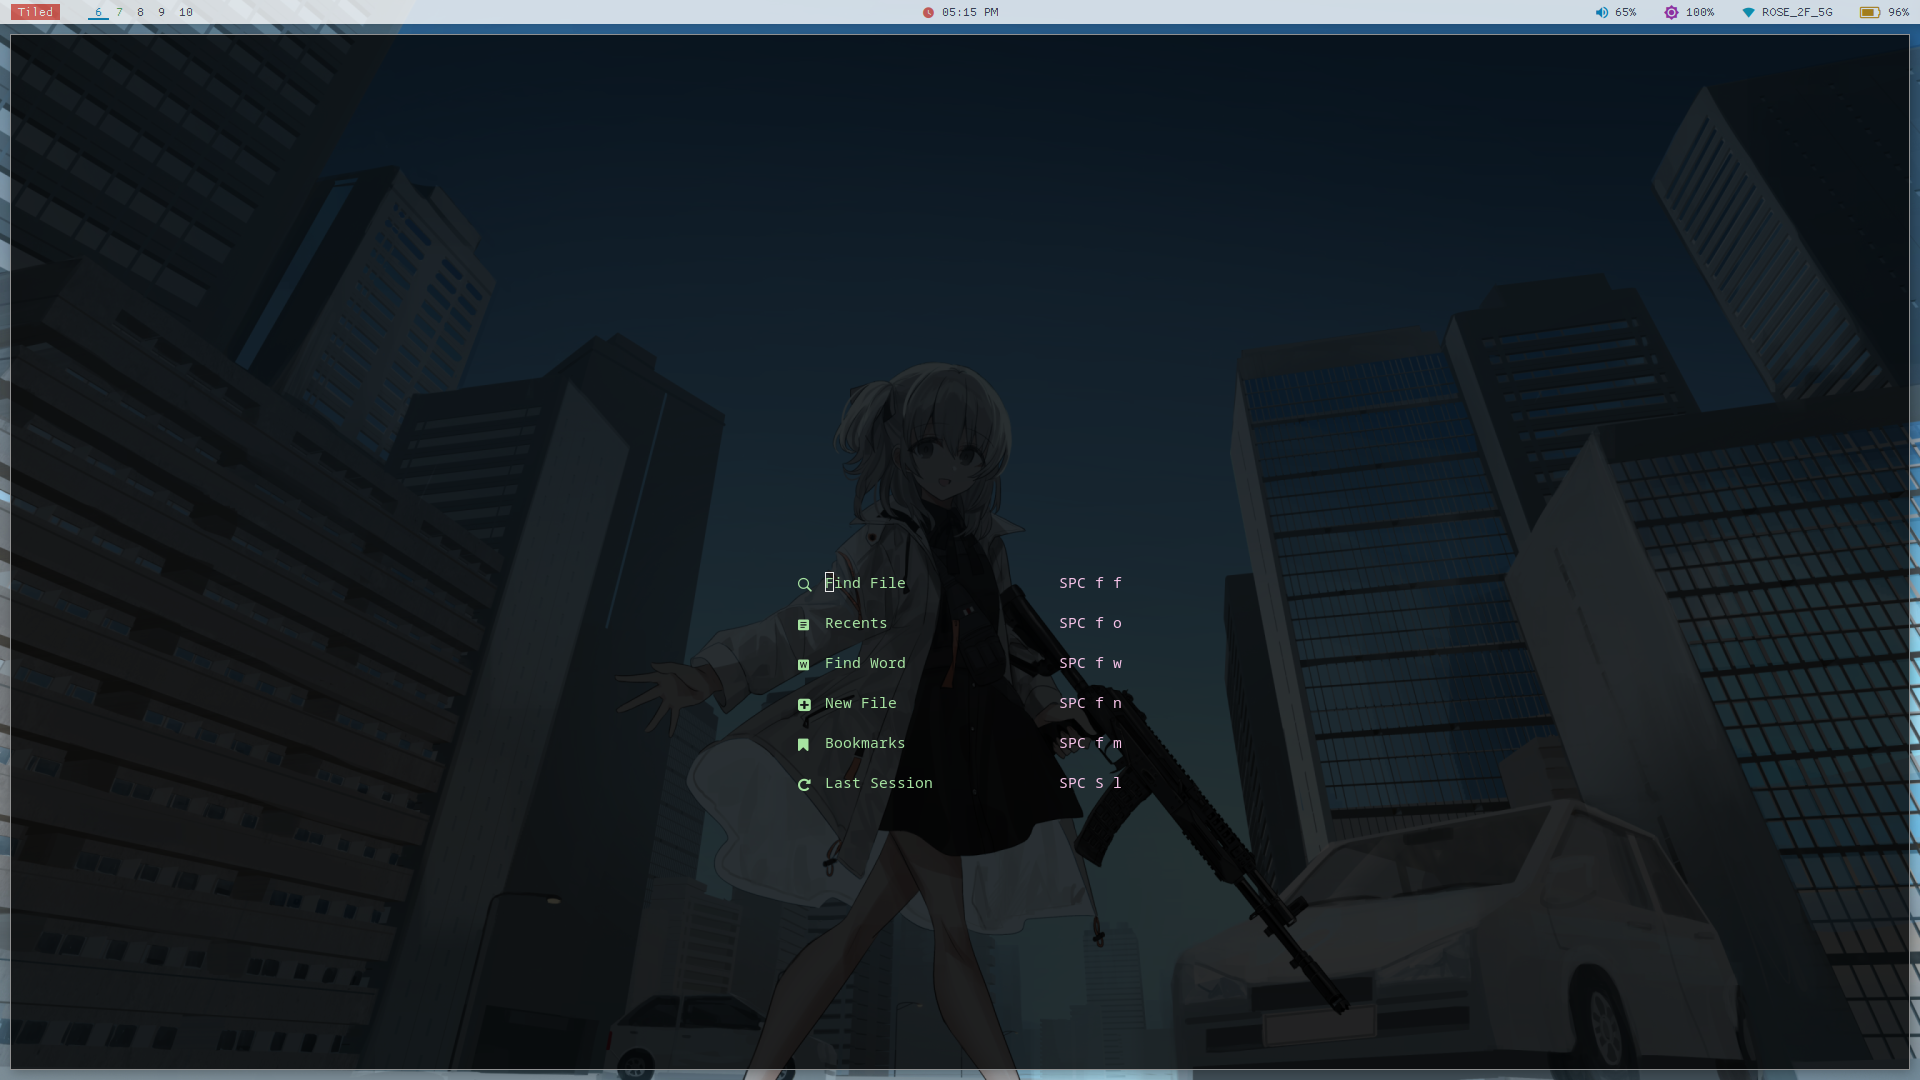 Tiled 6 7 8 9 10 05:15 PM 65% 100% ROSE_2F_5G 96%
Find File SPC f f
Recents SPC f o
Find Word SPC f w
New File SPC f n
Bookmarks SPC f m
Last Session SPC S l